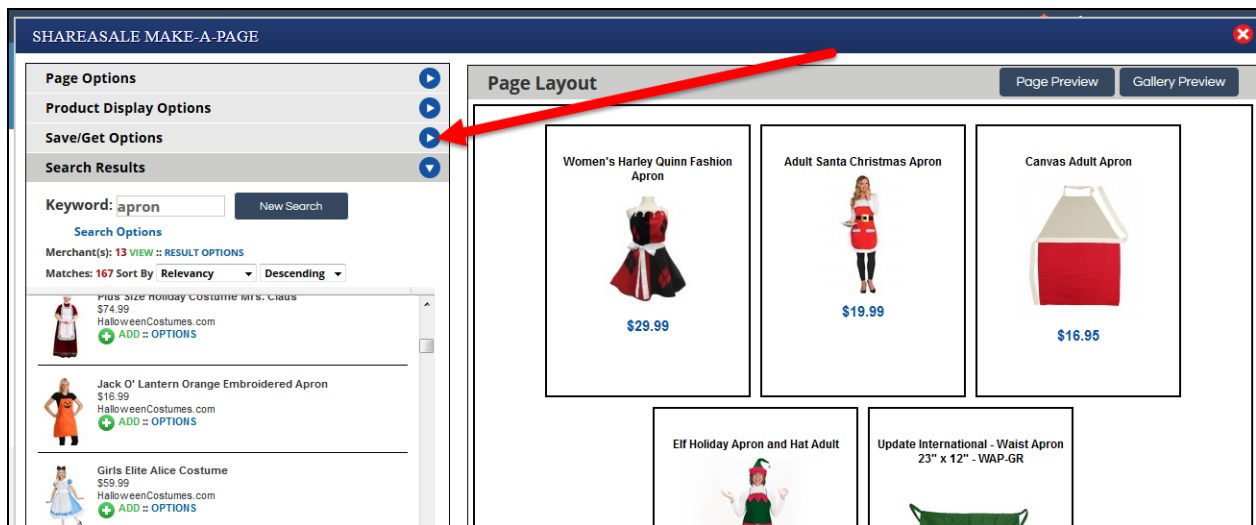 SHAREASALE MAKE-A-PAGE
Page Options
Product Display Options
Save/Get Options
Search Results
Keyword: apron New Search
Search Options
Merchant(s): 13 VIEW :: RESULT OPTIONS
Matches: 167 Sort By Relevancy Descending
Plus Size Holiday Costume Mrs. Claus
$74.99
HalloweenCostumes.com
ADD :: OPTIONS
Jack O' Lantern Orange Embroidered Apron
$16.99
HalloweenCostumes.com
ADD :: OPTIONS
Girls Elite Alice Costume
$59.99
HalloweenCostumes.com
ADD :: OPTIONS
Page Layout Page Preview Gallery Preview
Women's Harley Quinn Fashion
Apron
$29.99
Adult Santa Christmas Apron
$19.99
Canvas Adult Apron
$16.95
Elf Holiday Apron and Hat Adult
Update International - Waist Apron
23" x 12" - WAP-GR